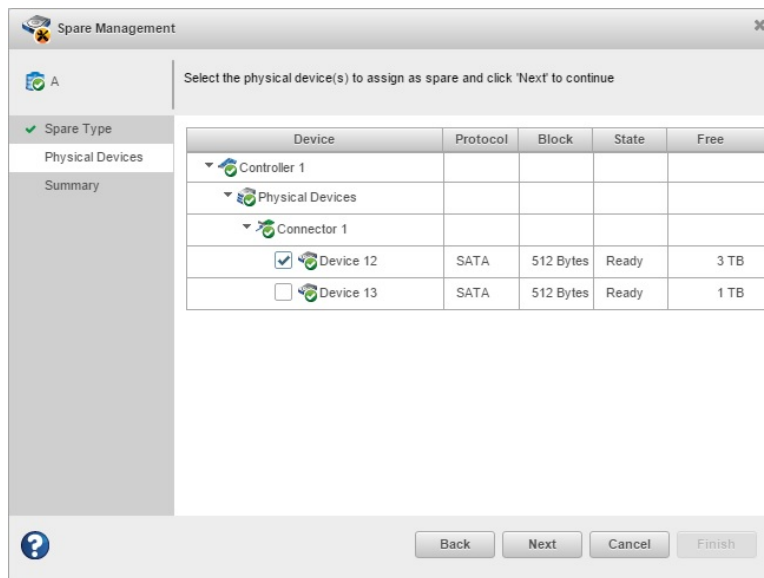 Spare Management
A
Select the physical device(s) to assign as spare and click 'Next' to continue
Spare Type
Physical Devices
Summary
Device Protocol Block State Free
Controller 1
Physical Devices
Connector 1
Device 12 SATA 512 Bytes Ready 3 TB
Device 13 SATA 512 Bytes Ready 1 TB
? Back Next Cancel Finish